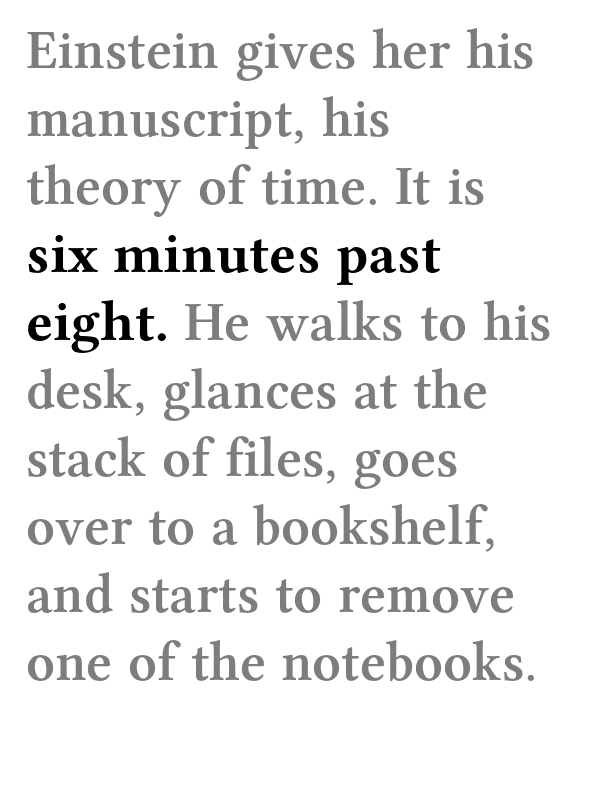 Einstein gives her his
manuscript, his
theory of time. It is
six minutes past
eight. He walks to his
desk, glances at the
stack of files, goes
over to a bookshelf,
and starts to remove
one of the notebooks.